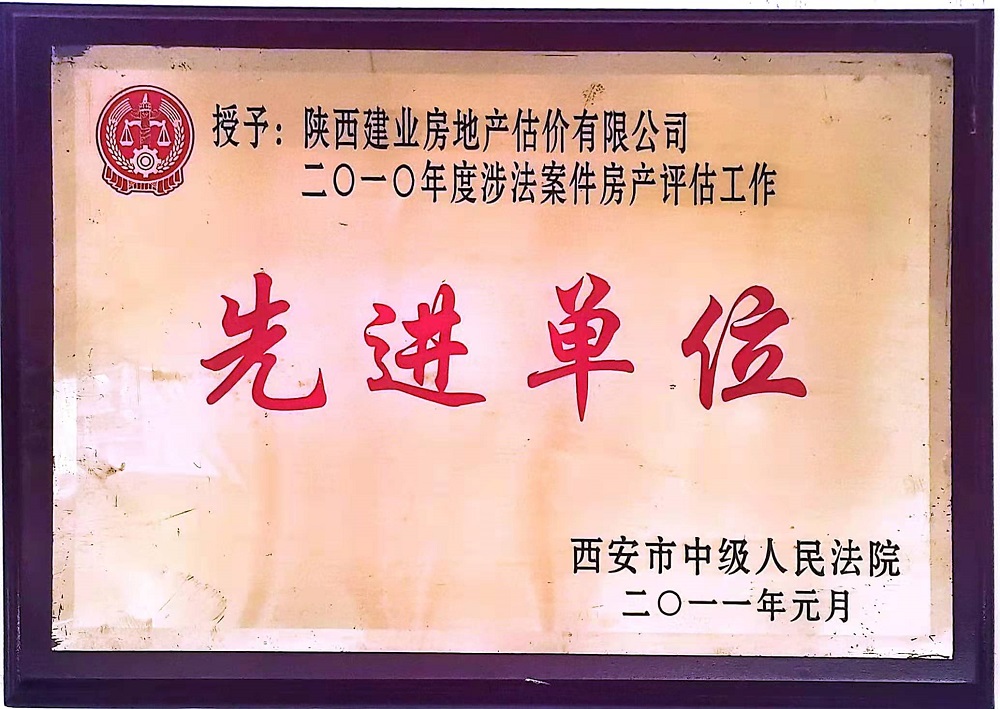 授予：陕西建业房地产估价有限公司
二〇一〇年度涉法案件房产评估工作
先进单位
西安市中级人民法院
二〇一一年元月